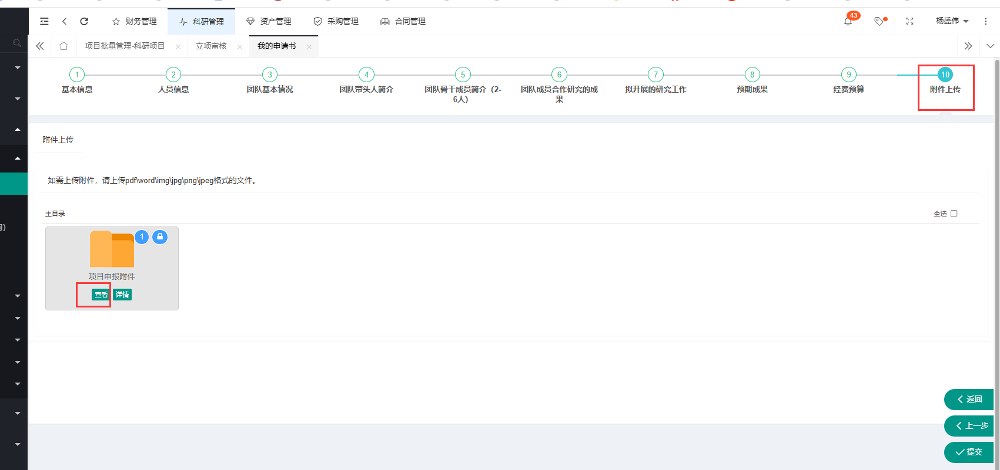 财务管理
科研管理
资产管理
采购管理
合同管理
43
杨盛伟
项目批量管理-科研项目
立项审核
我的申请书
1
2
3
4
5
6
7
8
9
10
基本信息
人员信息
团队基本情况
团队带头人简介
团队骨干成员简介（2-
6人）
团队成员合作研究的成
果
拟开展的研究工作
预期成果
经费预算
附件上传
附件上传
如需上传附件，请上传pdf\word\img\jpg\png\jpeg格式的文件。
主目录
全选
1
项目申报附件
查看
详情
返回
上一步
提交